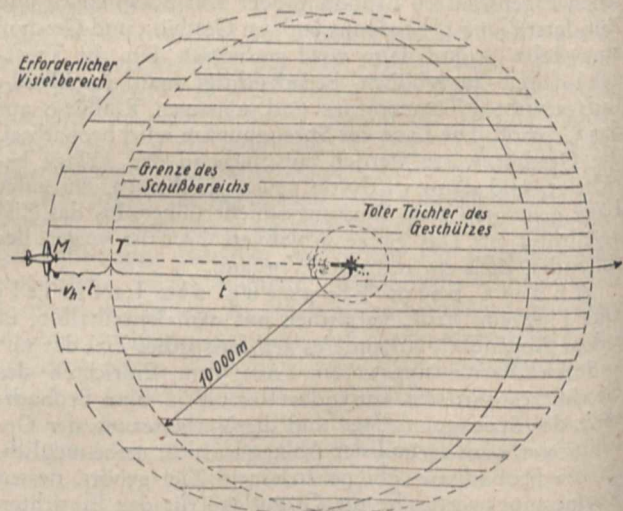 Erforderlicher
Visierbereich
Grenze des
Schußbereichs
Toter Trichter des
Geschützes
M
T
vₕ · t
t
10 000 m